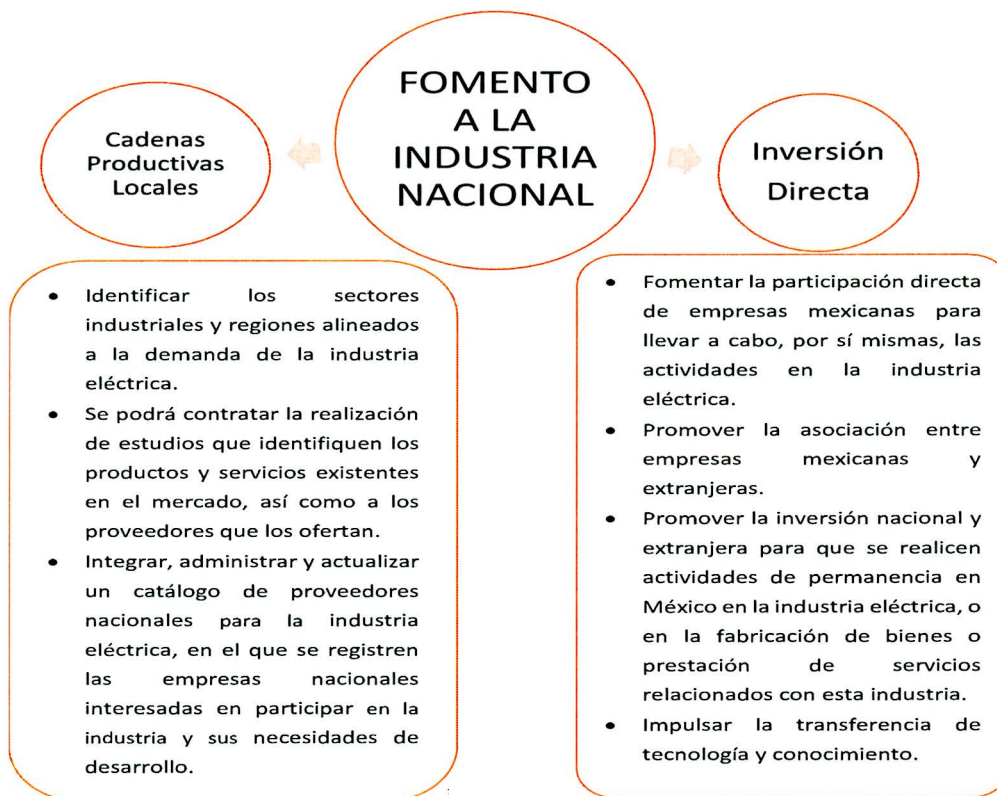 FOMENTO
A LA
INDUSTRIA
NACIONAL
Cadenas
Productivas
Locales
Inversión
Directa
• Identificar los sectores
industriales y regiones alineados
a la demanda de la industria
eléctrica.
• Se podrá contratar la realización
de estudios que identifiquen los
productos y servicios existentes
en el mercado, así como a los
proveedores que los ofertan.
• Integrar, administrar y actualizar
un catálogo de proveedores
nacionales para la industria
eléctrica, en el que se registren
las empresas nacionales
interesadas en participar en la
industria y sus necesidades de
desarrollo.
• Fomentar la participación directa
de empresas mexicanas para
llevar a cabo, por sí mismas, las
actividades en la industria
eléctrica.
• Promover la asociación entre
empresas mexicanas y
extranjeras.
• Promover la inversión nacional y
extranjera para que se realicen
actividades de permanencia en
México en la industria eléctrica, o
en la fabricación de bienes o
prestación de servicios
relacionados con esta industria.
• Impulsar la transferencia de
tecnología y conocimiento.